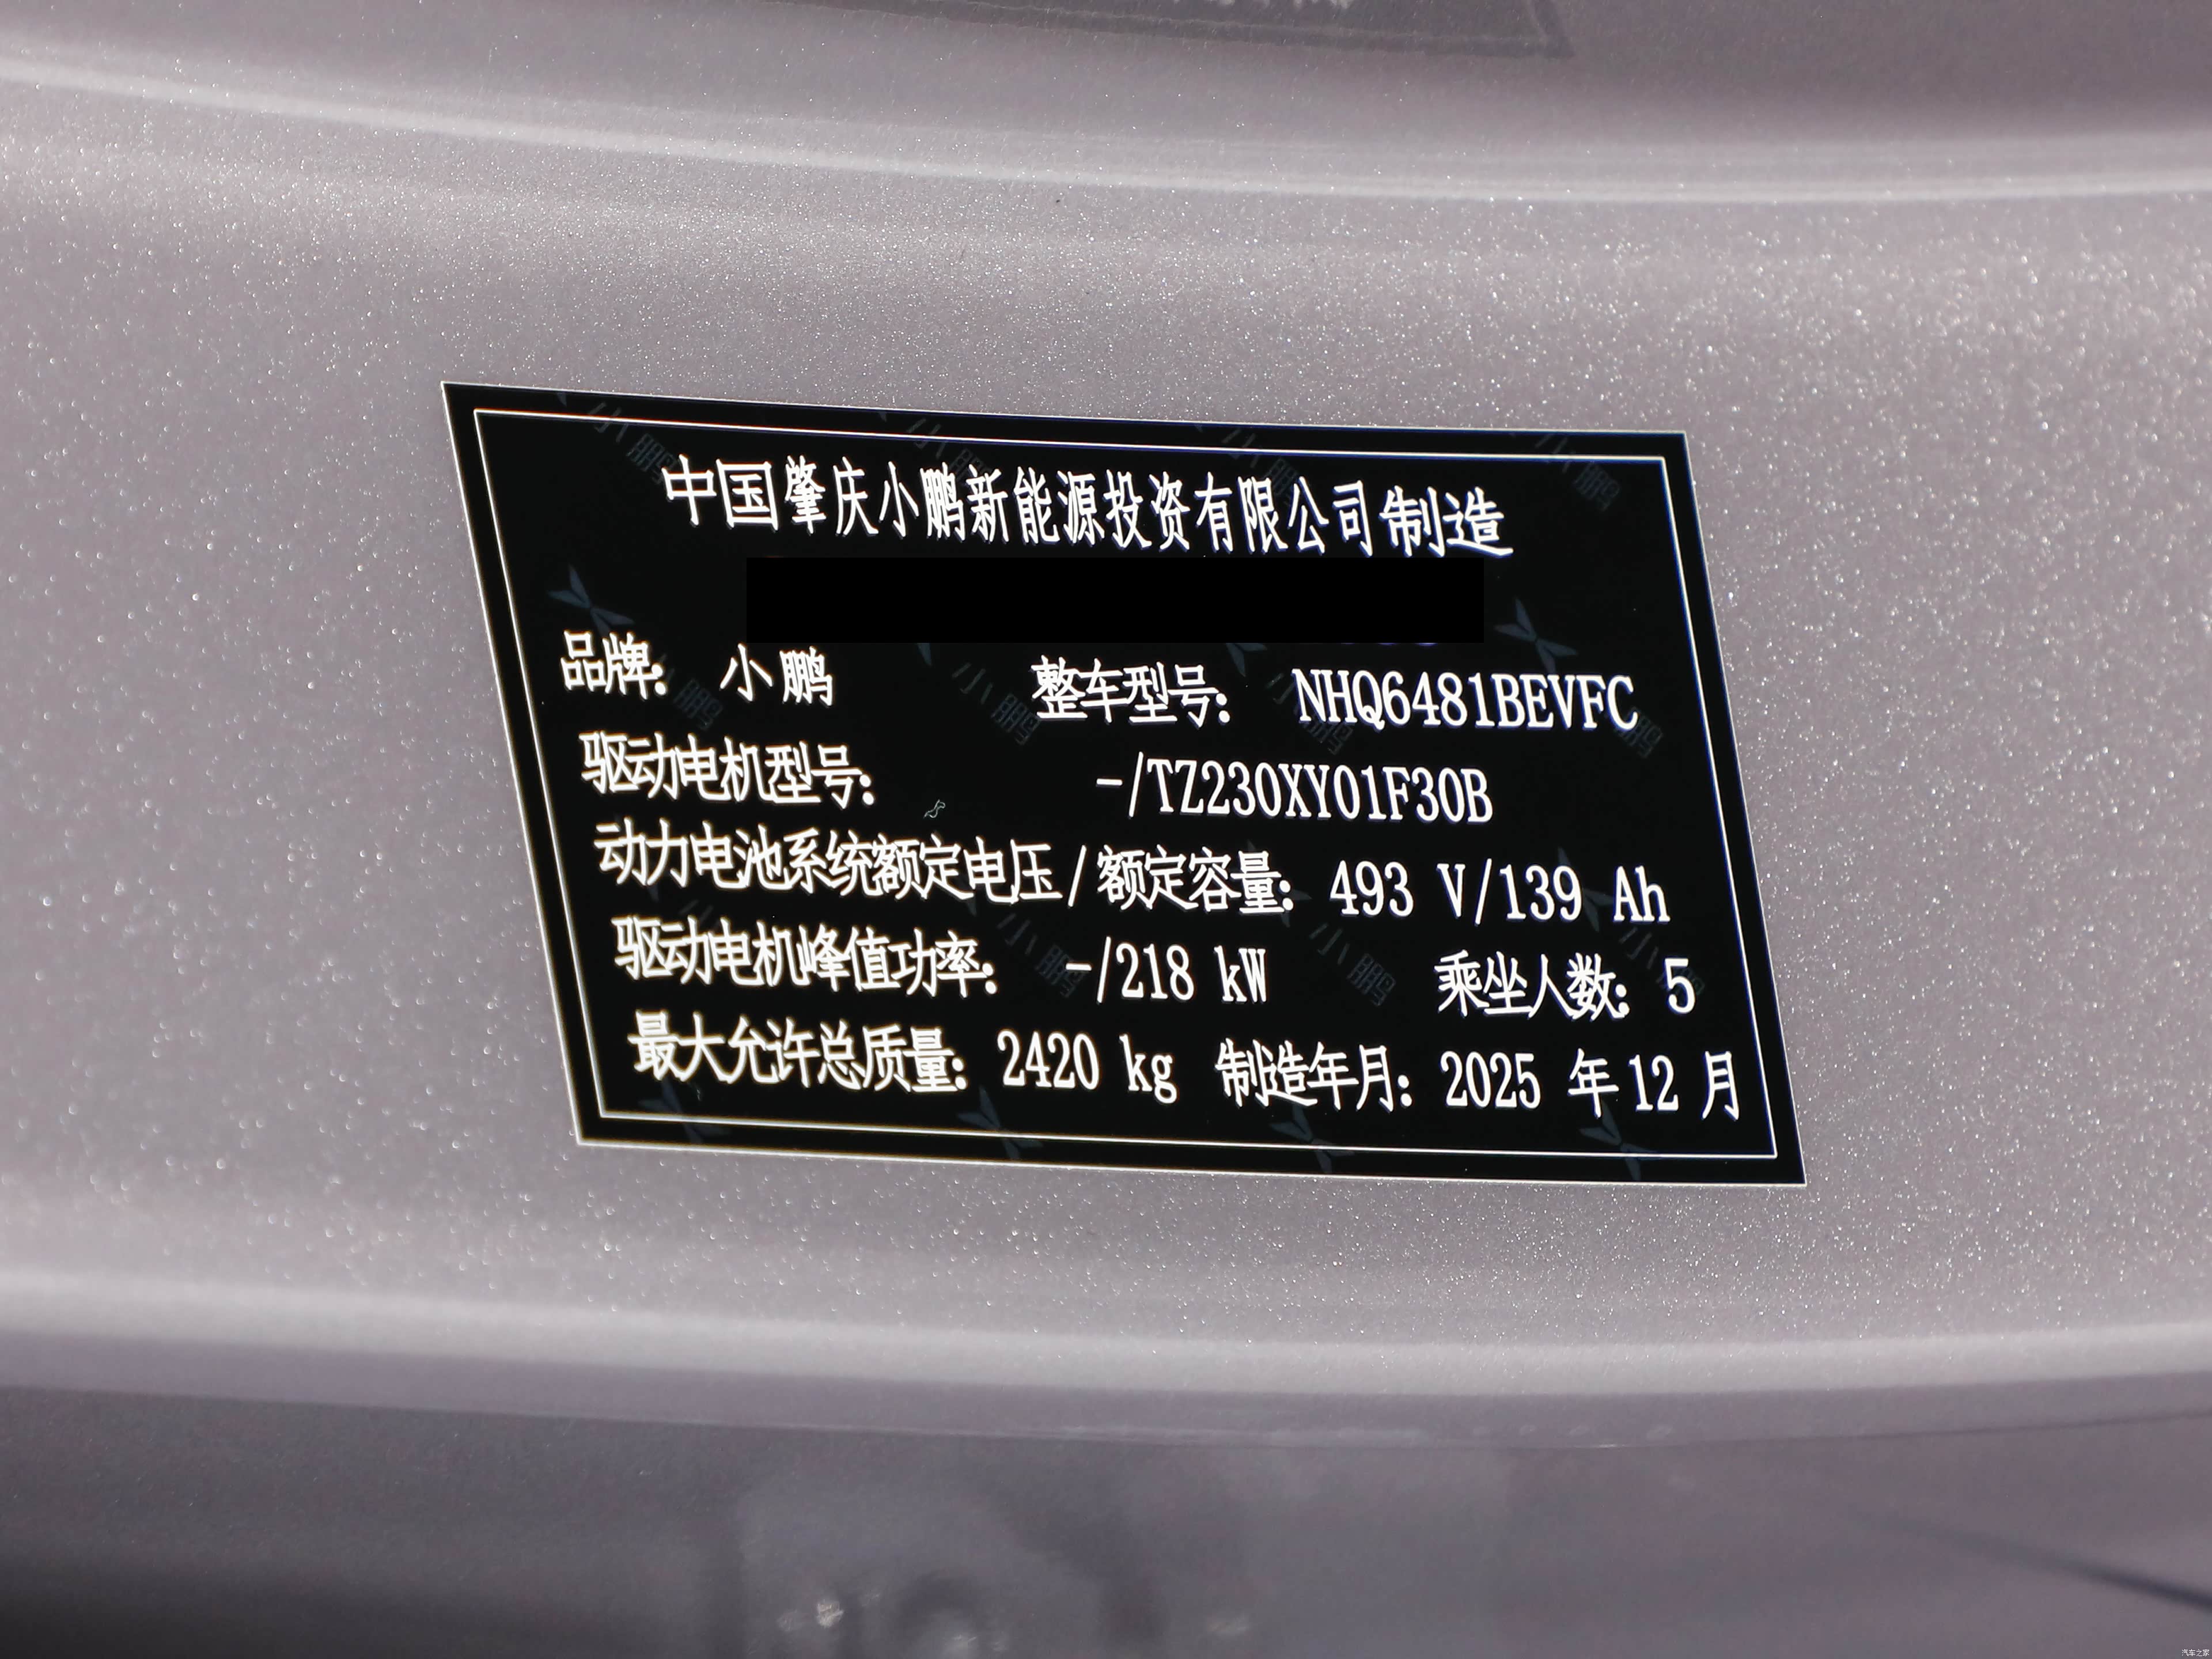 中国肇庆小鹏新能源投资有限公司制造
品牌: 小鹏 整车型号: NHQ6481BEVFC
驱动电机型号: -/TZ230XY01F30B
动力电池系统额定电压/额定容量: 493 V/139 Ah
驱动电机峰值功率: -/218 kW 乘坐人数: 5
最大允许总质量: 2420 kg 制造年月: 2025 年 12 月
汽车之家